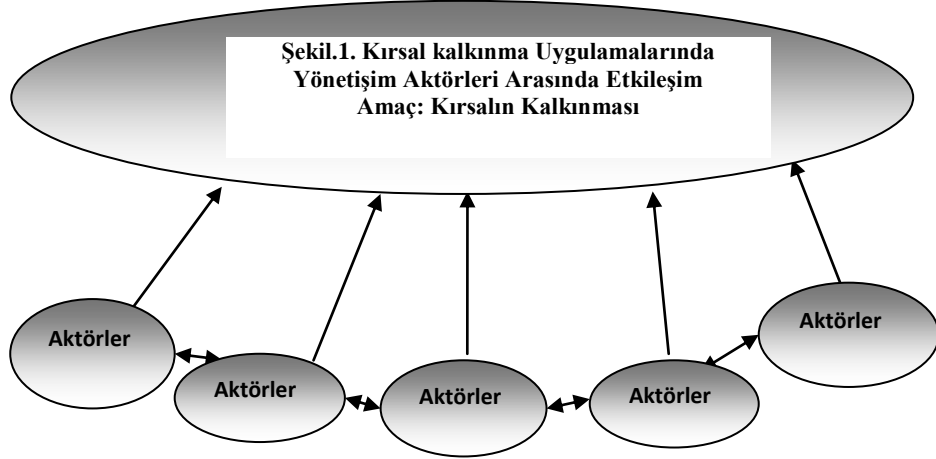 Şekil.1. Kırsal kalkınma Uygulamalarında
Yönetişim Aktörleri Arasında Etkileşim
Amaç: Kırsalın Kalkınması
Aktörler
Aktörler
Aktörler
Aktörler
Aktörler